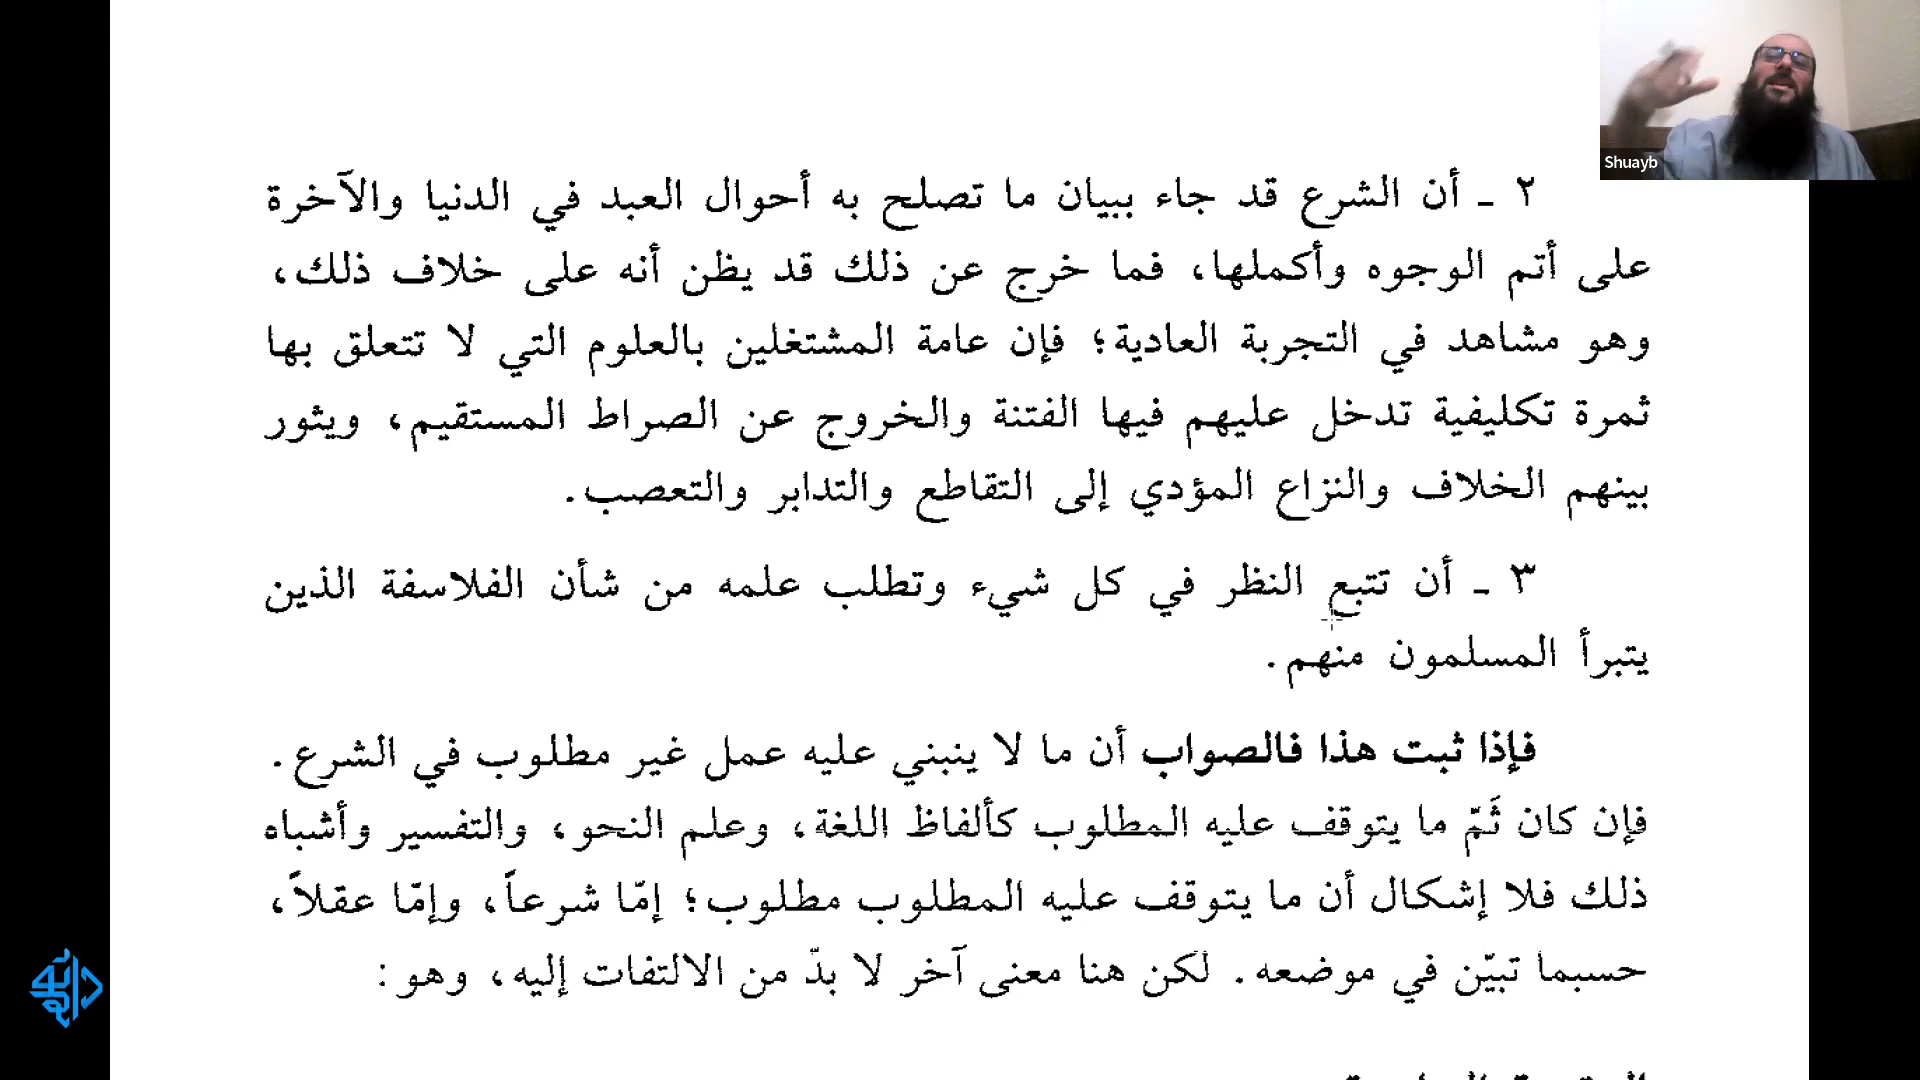 Shuayb
٢ ـ أن الشرع قد جاء ببيان ما تصلح به أحوال العبد في الدنيا والآخرة
على أتم الوجوه وأكملها، فما خرج عن ذلك قد يظن أنه على خلاف ذلك،
وهو مشاهد في التجربة العادية؛ فإن عامة المشتغلين بالعلوم التي لا تتعلق بها
ثمرة تكليفية تدخل عليهم فيها الفتنة والخروج عن الصراط المستقيم، ويثور
بينهم الخلاف والنزاع المؤدي إلى التقاطع والتدابر والتعصب.
٣ ـ أن تتبع النظر في كل شيء وتطلب علمه من شأن الفلاسفة الذين
يتبرأ المسلمون منهم.
فإذا ثبت هذا فالصواب أن ما لا ينبني عليه عمل غير مطلوب في الشرع.
فإن كان ثَمّ ما يتوقف عليه المطلوب كألفاظ اللغة، وعلم النحو، والتفسير وأشباه
ذلك فلا إشكال أن ما يتوقف عليه المطلوب مطلوب؛ إمّا شرعاً، وإمّا عقلاً،
حسبما تبيّن في موضعه. لكن هنا معنى آخر لا بدّ من الالتفات إليه، وهو: